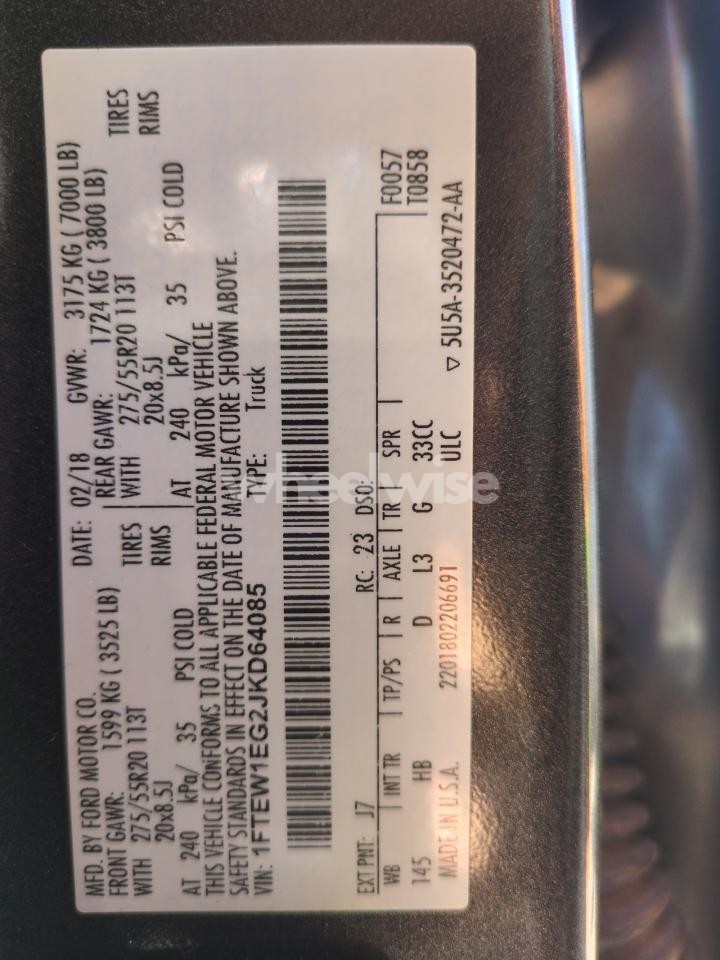 MFD. BY FORD MOTOR CO.
DATE: 02/18 GVWR: 3175 KG ( 7000 LB)
FRONT GAWR: 1599 KG ( 3525 LB) REAR GAWR: 1724 KG ( 3800 LB)
WITH 275/55R20 113T TIRES WITH 275/55R20 113T TIRES
20x8.5J RIMS 20x8.5J RIMS
AT 240 kPa/ 35 PSI COLD AT 240 kPa/ 35 PSI COLD
THIS VEHICLE CONFORMS TO ALL APPLICABLE FEDERAL MOTOR VEHICLE
SAFETY STANDARDS IN EFFECT ON THE DATE OF MANUFACTURE SHOWN ABOVE.
VIN: 1FTEW1EG2JKD64085 TYPE: Truck
wheelwise
EXT PNT: J7 RC: 23 DSO: F0057
WB INT TR TP/PS R AXLE TR SPR T0858
145 HB D L3 G 33CC
MADE IN U.S.A. 2201802206691 ULC ▽ 5U5A-3520472-AA